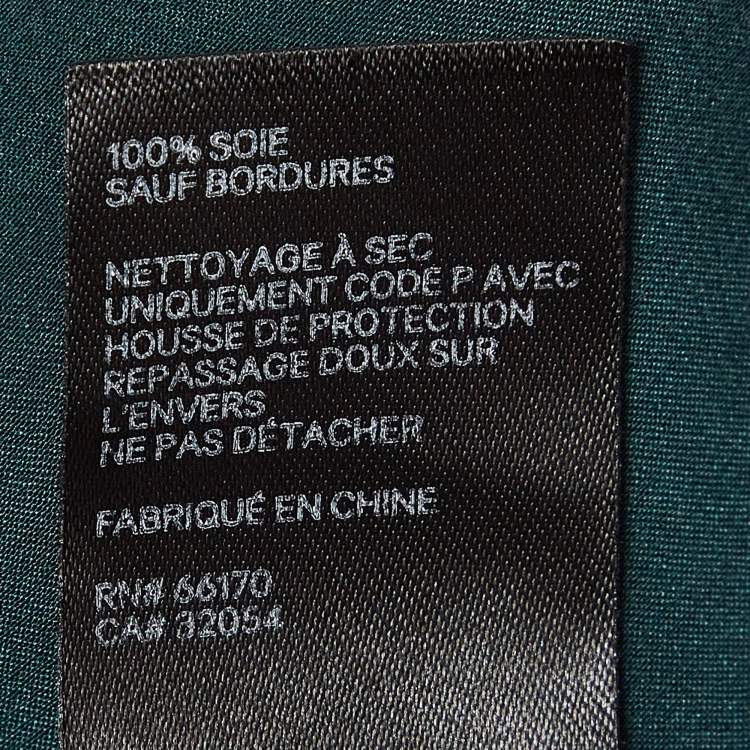 100% SOIE
SAUF BORDURES
NETTOYAGE À SEC
UNIQUEMENT CODE P AVEC
HOUSSE DE PROTECTION
REPASSAGE DOUX SUR
L'ENVERS
NE PAS DÉTACHER
FABRIQUÉ EN CHINE
RN# 66170
CA# 32054